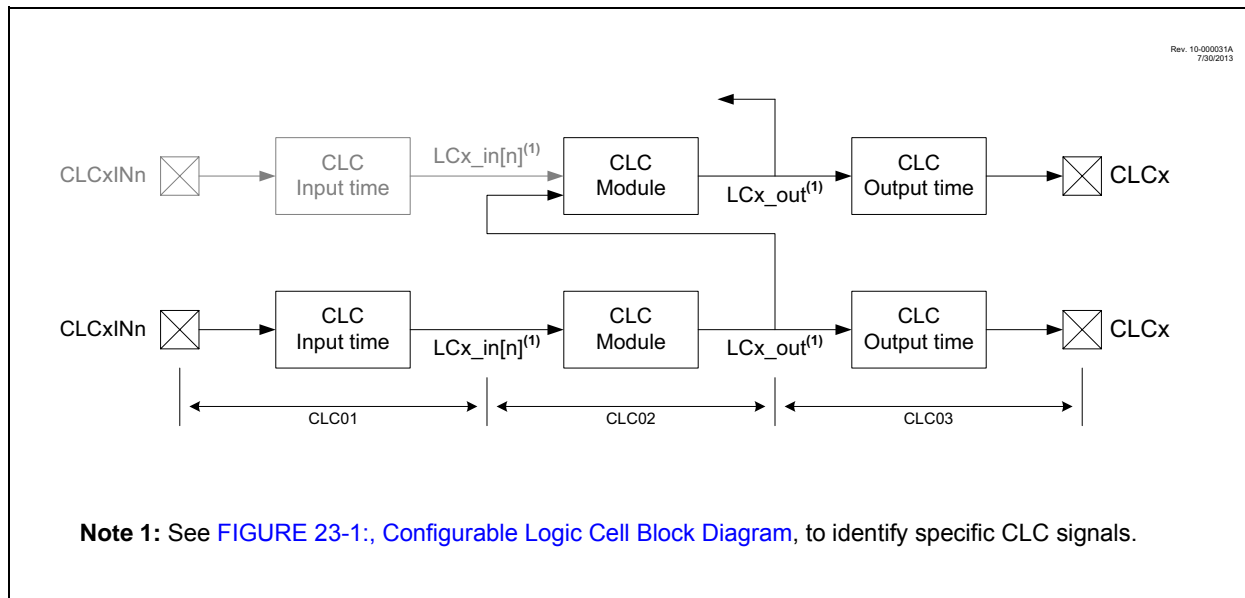 Rev. 10-000031A
7/30/2013
CLCxINn
CLC
Input time
LCx_in[n](1)
CLC
Module
LCx_out(1)
CLC
Output time
CLCx
CLCxINn
CLC
Input time
LCx_in[n](1)
CLC
Module
LCx_out(1)
CLC
Output time
CLCx
CLC01
CLC02
CLC03
Note 1: See FIGURE 23-1:, Configurable Logic Cell Block Diagram, to identify specific CLC signals.